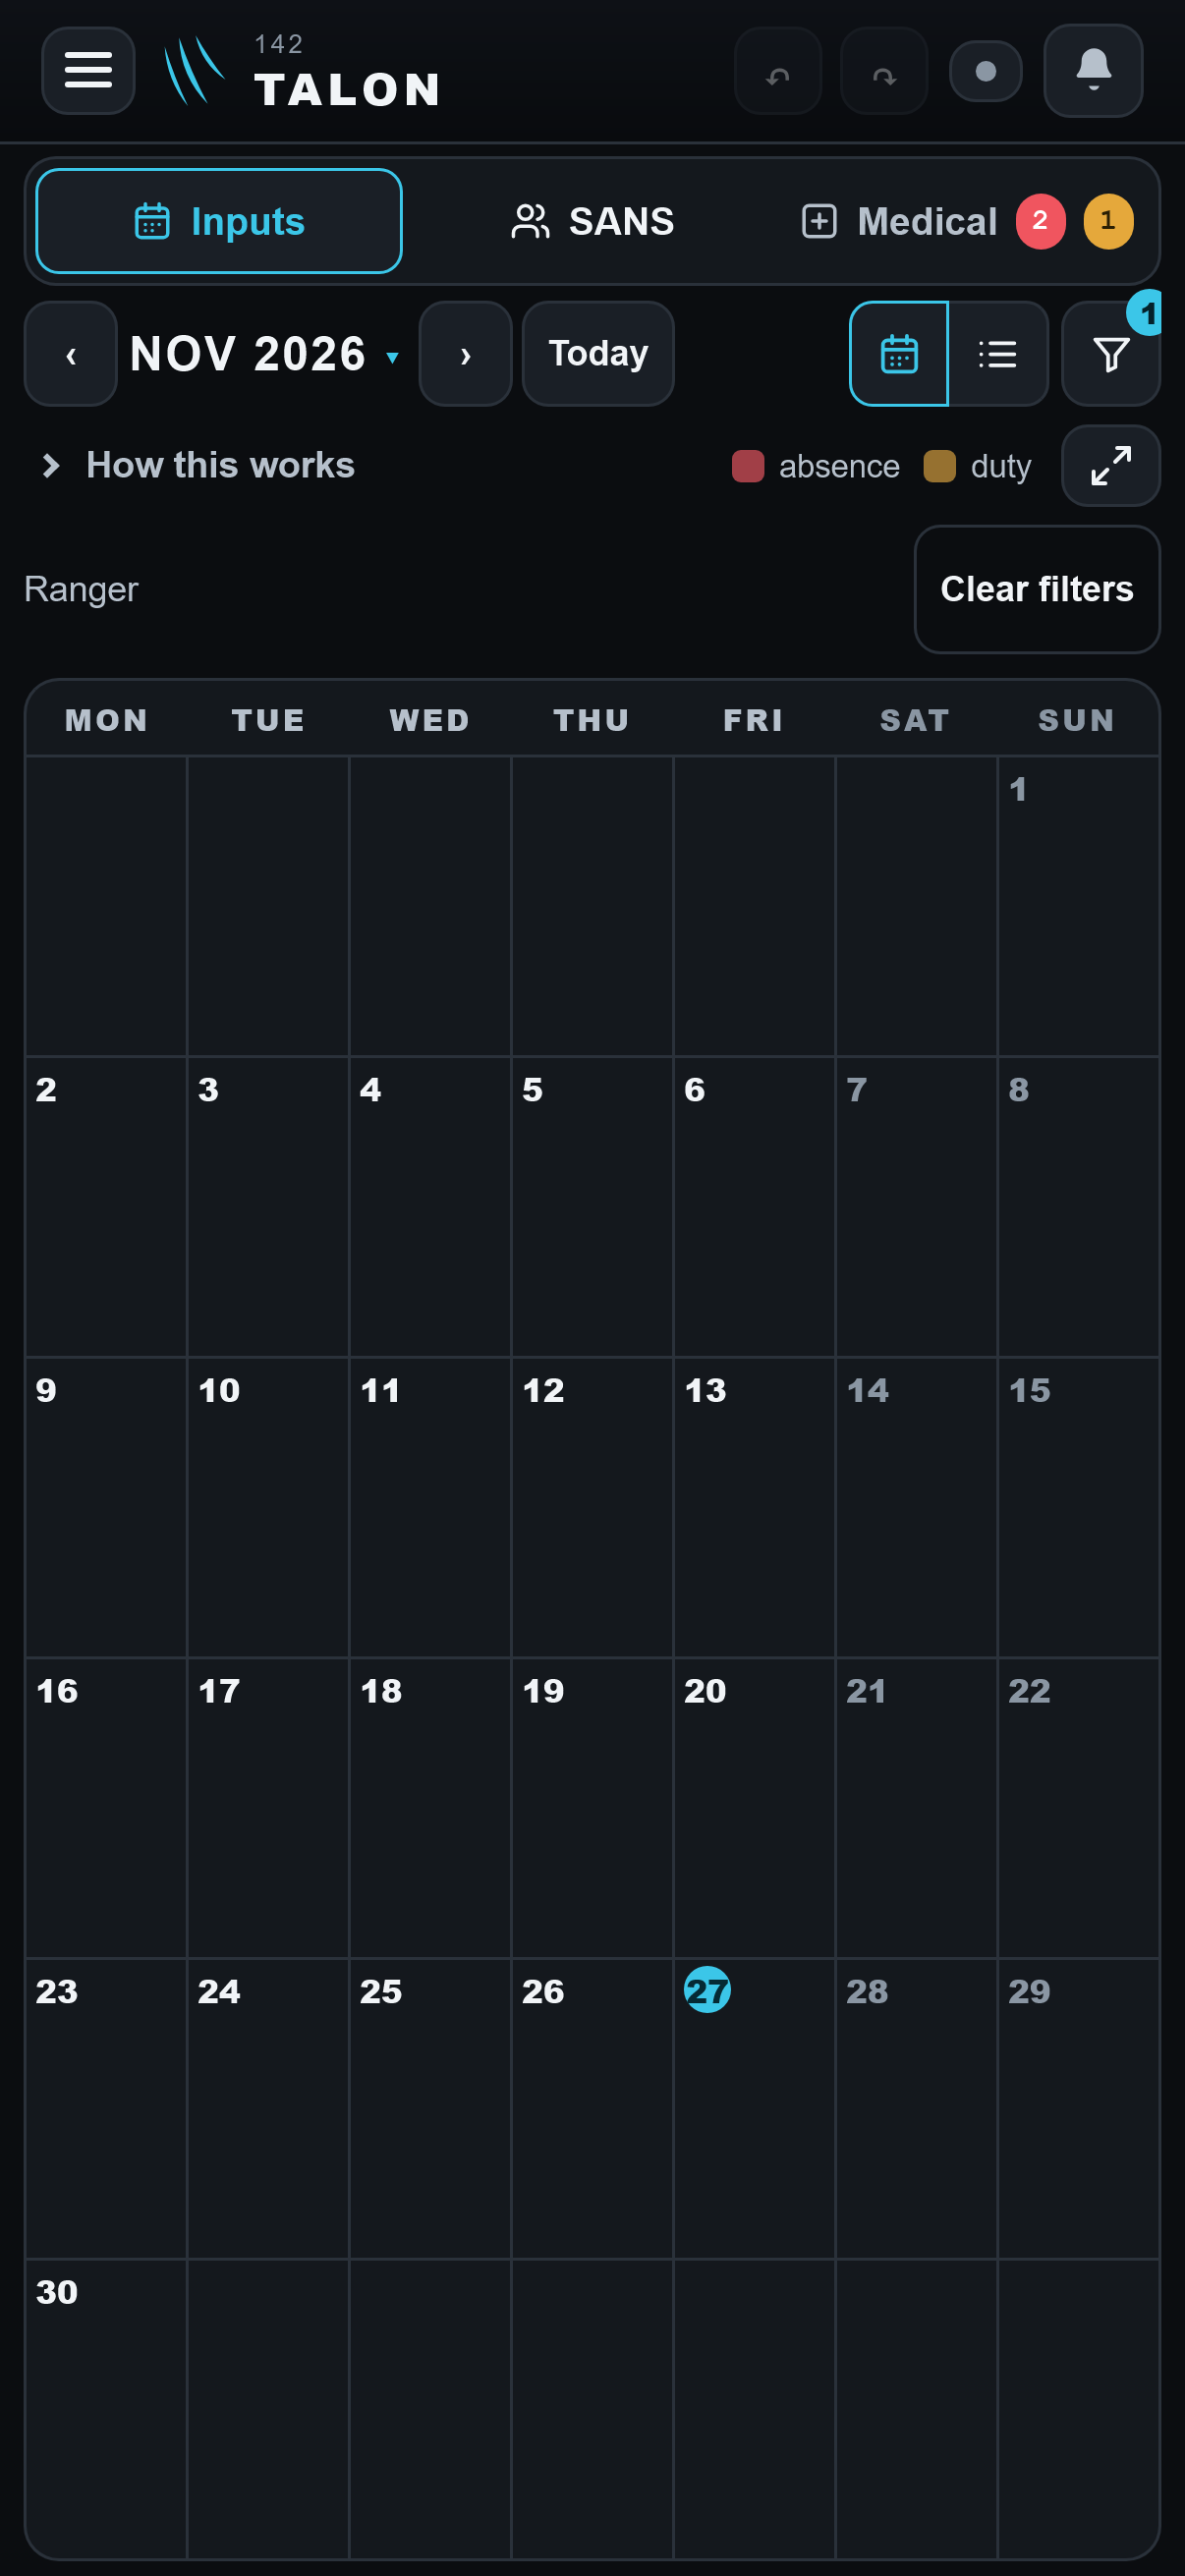 142
TALON
Inputs SANS Medical 2 1
‹ NOV 2026 ▾ › Today 1
How this works absence duty
Ranger Clear filters
MON TUE WED THU FRI SAT SUN
1
2 3 4 5 6 7 8
9 10 11 12 13 14 15
16 17 18 19 20 21 22
23 24 25 26 27 28 29
30